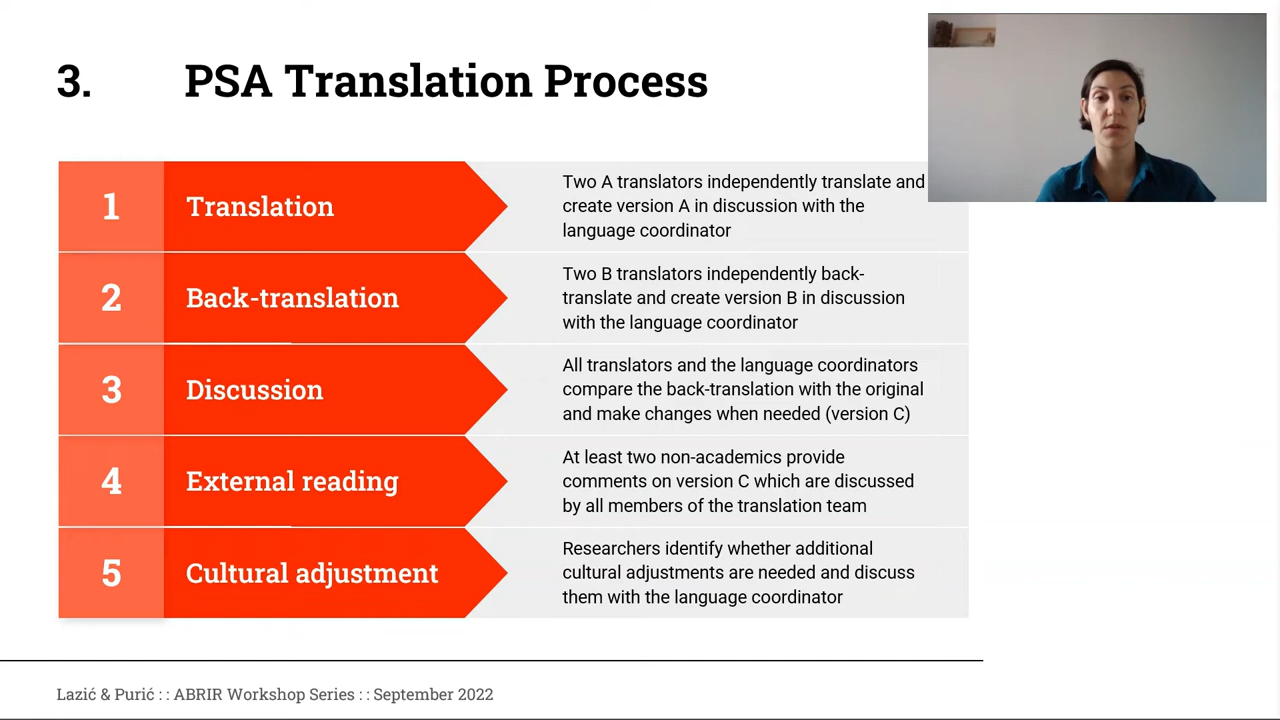 3. PSA Translation Process
1 Translation
Two A translators independently translate and
create version A in discussion with the
language coordinator
2 Back-translation
Two B translators independently back-
translate and create version B in discussion
with the language coordinator
3 Discussion
All translators and the language coordinators
compare the back-translation with the original
and make changes when needed (version C)
4 External reading
At least two non-academics provide
comments on version C which are discussed
by all members of the translation team
5 Cultural adjustment
Researchers identify whether additional
cultural adjustments are needed and discuss
them with the language coordinator
Lazić & Purić : : ABRIR Workshop Series : : September 2022